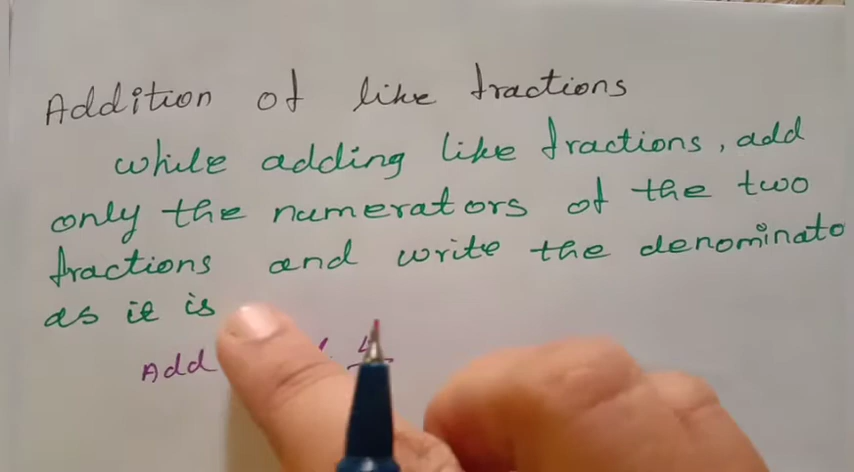 Addition of like fractions
while adding like fractions, add
only the numerators of the two
fractions and write the denominato
as it is
Add 4